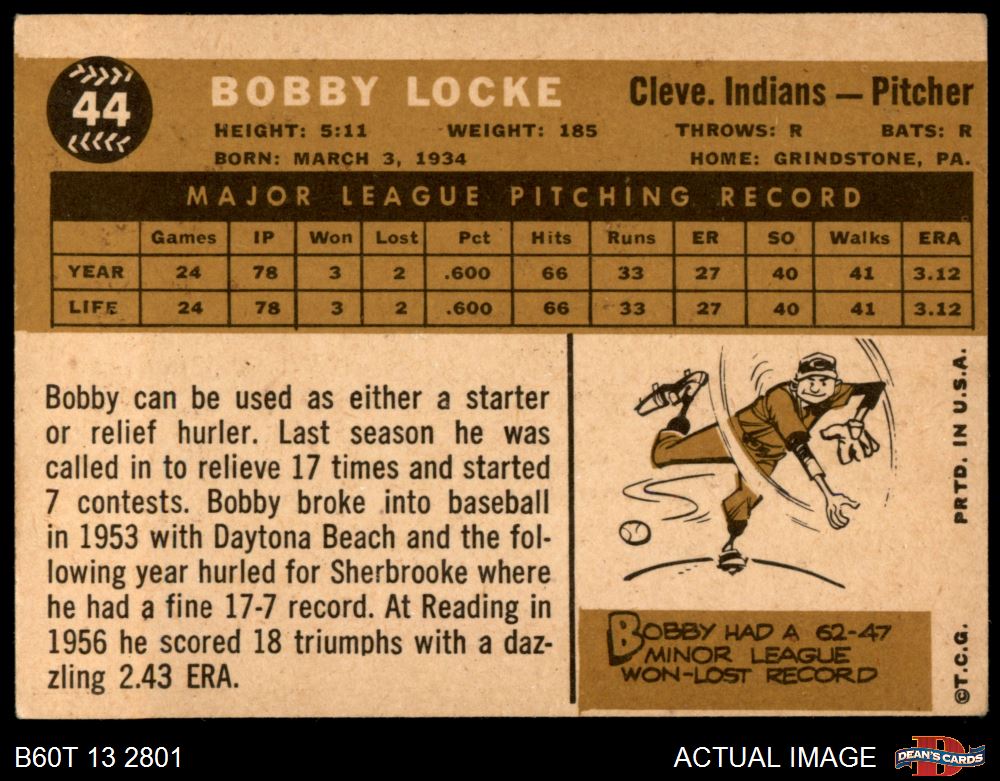 44
BOBBY LOCKE
Cleve. Indians — Pitcher
HEIGHT: 5:11 WEIGHT: 185 THROWS: R BATS: R
BORN: MARCH 3, 1934 HOME: GRINDSTONE, PA.
MAJOR LEAGUE PITCHING RECORD
Games IP Won Lost Pct Hits Runs ER SO Walks ERA
YEAR 24 78 3 2 .600 66 33 27 40 41 3.12
LIFE 24 78 3 2 .600 66 33 27 40 41 3.12
Bobby can be used as either a starter
or relief hurler. Last season he was
called in to relieve 17 times and started
7 contests. Bobby broke into baseball
in 1953 with Daytona Beach and the fol-
lowing year hurled for Sherbrooke where
he had a fine 17-7 record. At Reading in
1956 he scored 18 triumphs with a daz-
zling 2.43 ERA.
BOBBY HAD A 62-47
MINOR LEAGUE
WON-LOST RECORD
©T.C.G. PRTD. IN U.S.A.
B60T 13 2801
ACTUAL IMAGE
D
DEAN'S CARDS